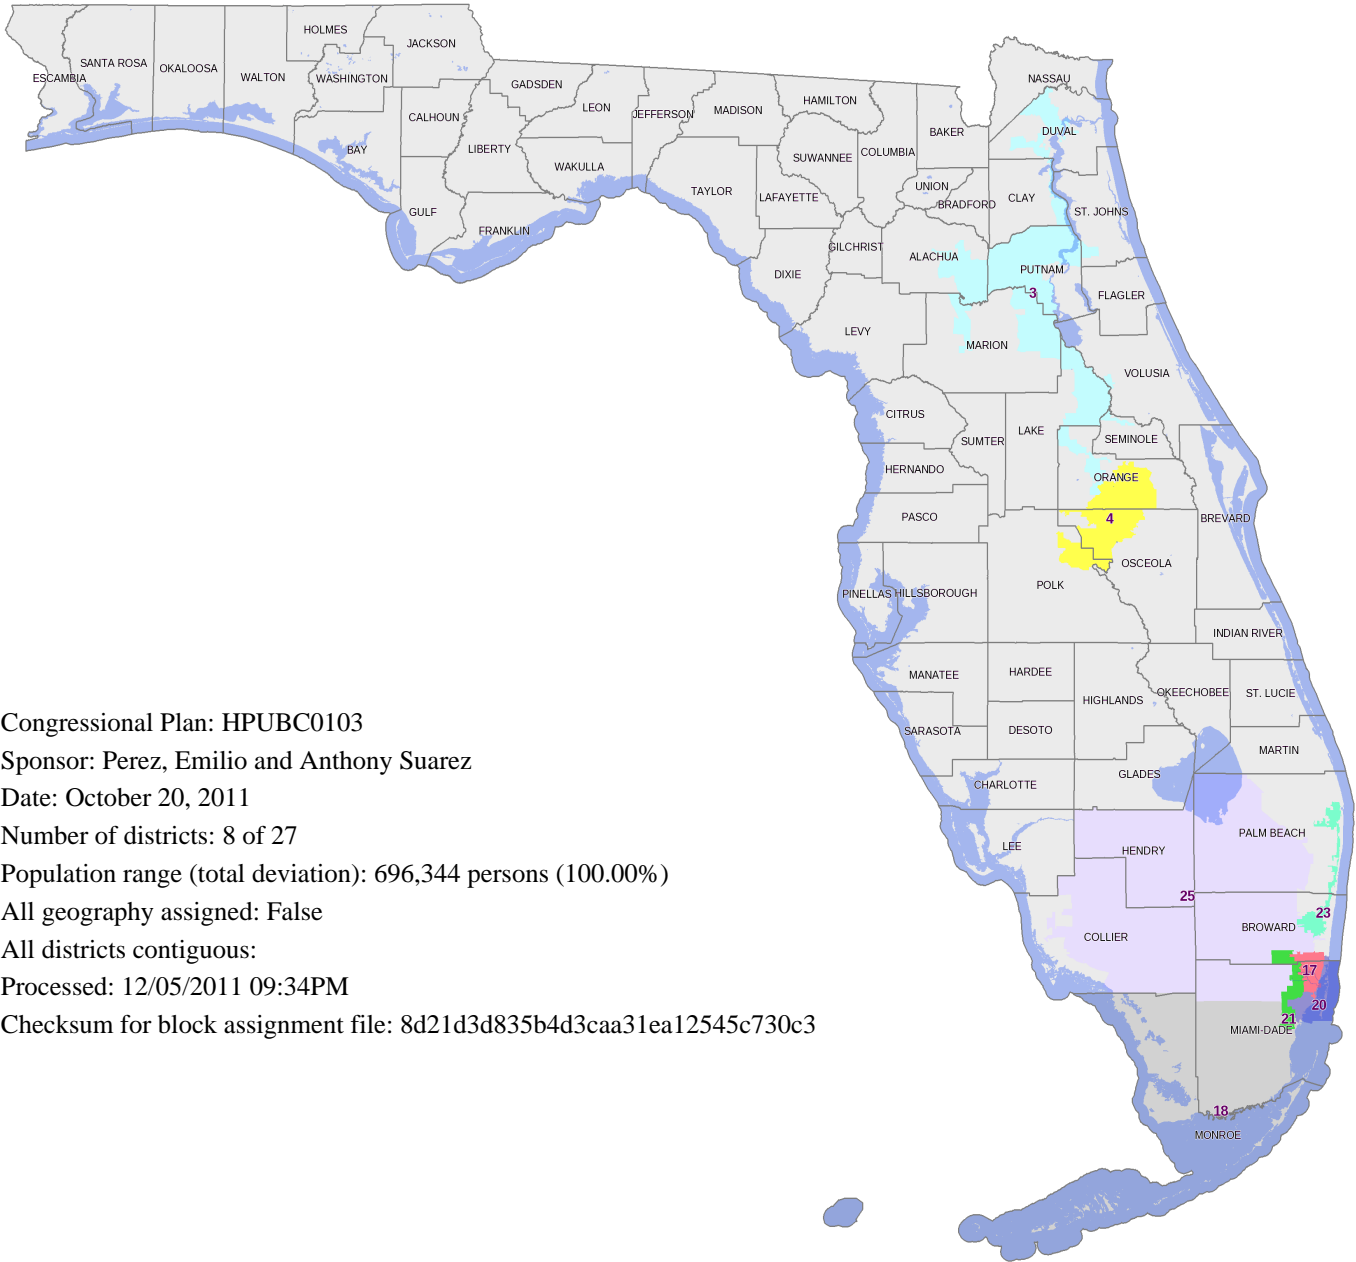 HOLMES
JACKSON
SANTA ROSA
OKALOOSA
WALTON
WASHINGTON
ESCAMBIA
GADSDEN
LEON
JEFFERSON
MADISON
HAMILTON
NASSAU
CALHOUN
LIBERTY
BAY
WAKULLA
TAYLOR
SUWANNEE
COLUMBIA
BAKER
DUVAL
LAFAYETTE
UNION
BRADFORD
CLAY
ST. JOHNS
GULF
FRANKLIN
DIXIE
GILCHRIST
ALACHUA
PUTNAM
3
FLAGLER
LEVY
MARION
VOLUSIA
CITRUS
SUMTER
LAKE
SEMINOLE
HERNANDO
ORANGE
PASCO
4
BREVARD
OSCEOLA
POLK
PINELLAS
HILLSBOROUGH
INDIAN RIVER
MANATEE
HARDEE
HIGHLANDS
OKEECHOBEE
ST. LUCIE
SARASOTA
DESOTO
MARTIN
CHARLOTTE
GLADES
LEE
HENDRY
PALM BEACH
25
23
COLLIER
BROWARD
17
20
21
MIAMI-DADE
18
MONROE
Congressional Plan: HPUBC0103
Sponsor: Perez, Emilio and Anthony Suarez
Date: October 20, 2011
Number of districts: 8 of 27
Population range (total deviation): 696,344 persons (100.00%)
All geography assigned: False
All districts contiguous:
Processed: 12/05/2011 09:34PM
Checksum for block assignment file: 8d21d3d835b4d3caa31ea12545c730c3